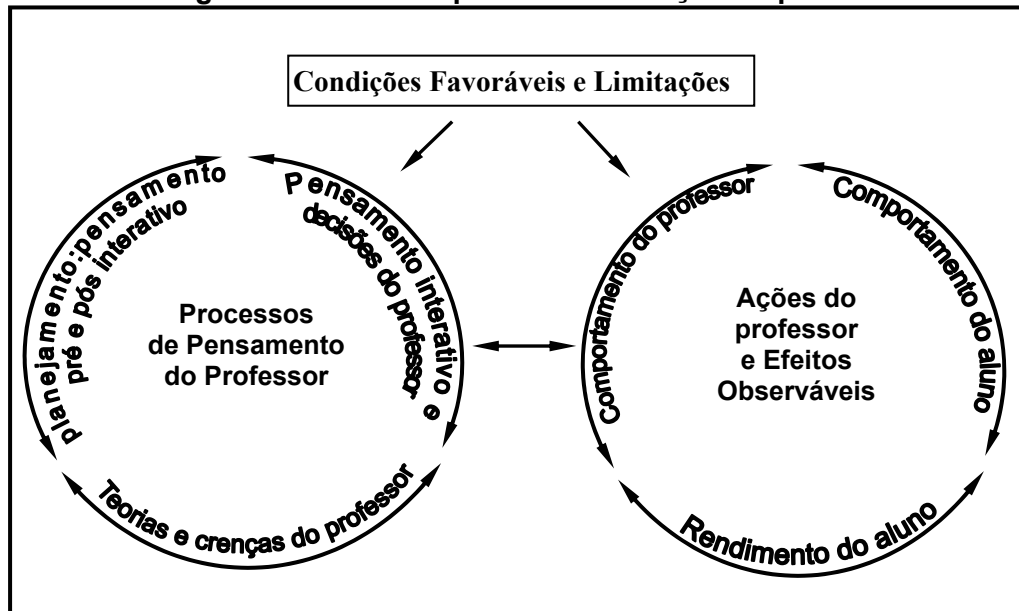 Condições Favoráveis e Limitações
planejamento:pensamento
pré e pós interativo
Pensamento interativo e
decisões do professor
Processos
de Pensamento
do Professor
Teorias e crenças do professor
Comportamento do professor
Comportamento do aluno
Ações do
professor
e Efeitos
Observáveis
Rendimento do aluno